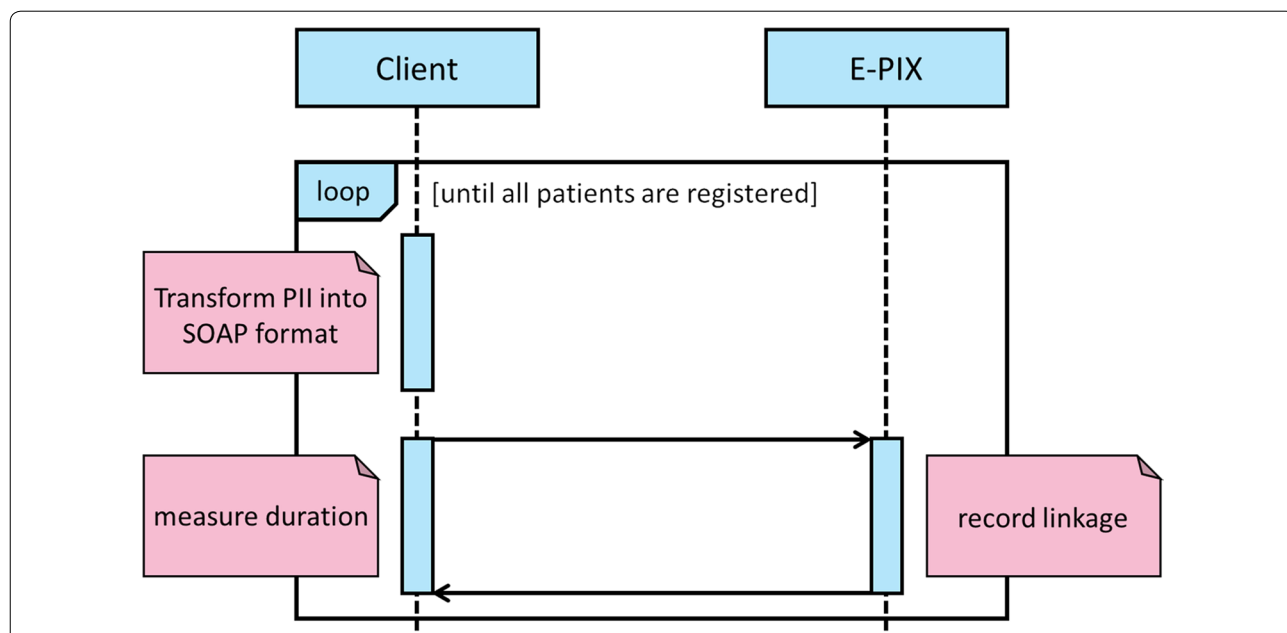 Client
E-PIX
loop
[until all patients are registered]
Transform PII into
SOAP format
measure duration
record linkage